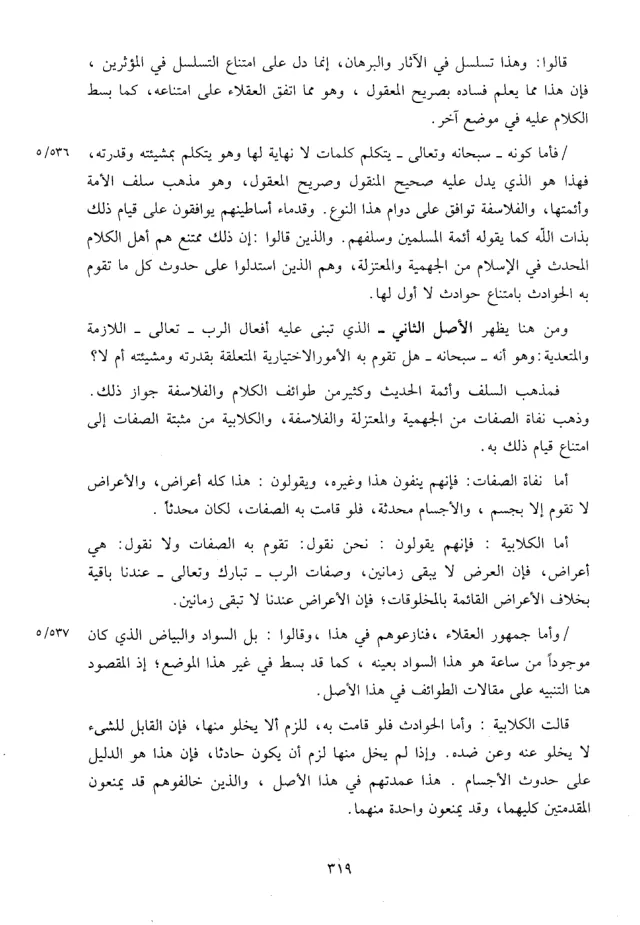 قالوا: وهذا تسلسل في الآثار والبرهان، إنما دل على امتناع التسلسل في المؤثرين ،
فإن هذا مما يعلم فساده بصريح المعقول ، وهو مما اتفق العقلاء على امتناعه، كما بسط
الكلام عليه في موضع آخر.
/ فأما كونه ـ سبحانه وتعالى ـ يتكلم كلمات لا نهاية لها وهو يتكلم بمشيئته وقدرته، ٥/٥٣٦
فهذا هو الذي يدل عليه صحيح المنقول وصريح المعقول، وهو مذهب سلف الأمة
وأئمتها، والفلاسفة توافق على دوام هذا النوع. وقدماء أساطينهم يوافقون على قيام ذلك
بذات الله كما يقوله أئمة المسلمين وسلفهم. والذين قالوا :إن ذلك ممتنع هم أهل الكلام
المحدث في الإسلام من الجهمية والمعتزلة، وهم الذين استدلوا على حدوث كل ما تقوم
به الحوادث بامتناع حوادث لا أول لها.
ومن هنا يظهر الأصل الثاني ـ الذي تبنى عليه أفعال الرب ـ تعالى ـ اللازمة
والمتعدية :وهو أنه ـ سبحانه ـ هل تقوم به الأمورالاختيارية المتعلقة بقدرته ومشيئته أم لا؟
فمذهب السلف وأئمة الحديث وكثيرمن طوائف الكلام والفلاسفة جواز ذلك.
وذهب نفاة الصفات من الجهمية والمعتزلة والفلاسفة، والكلابية من مثبتة الصفات إلى
امتناع قيام ذلك به.
أما نفاة الصفات: فإنهم ينفون هذا وغيره، ويقولون : هذا كله أعراض، والأعراض
لا تقوم إلا بجسم ، والأجسام محدثة، فلو قامت به الصفات، لكان محدثاً .
أما الكلابية : فإنهم يقولون : نحن نقول: تقوم به الصفات ولا نقول: هي
أعراض، فإن العرض لا يبقى زمانين، وصفات الرب ـ تبارك وتعالى ـ عندنا باقية
بخلاف الأعراض القائمة بالمخلوقات؛ فإن الأعراض عندنا لا تبقى زمانين.
/ وأما جمهور العقلاء ،فنازعوهم في هذا ،وقالوا : بل السواد والبياض الذي كان ٥/٥٣٧
موجوداً من ساعة هو هذا السواد بعينه ، كما قد بسط في غير هذا الموضع؛ إذ المقصود
هنا التنبيه على مقالات الطوائف في هذا الأصل.
قالت الكلابية : وأما الحوادث فلو قامت به، للزم ألا يخلو منها، فإن القابل للشىء
لا يخلو عنه وعن ضده. وإذا لم يخل منها لزم أن يكون حادثا، فإن هذا هو الدليل
على حدوث الأجسام . هذا عمدتهم في هذا الأصل ، والذين خالفوهم قد يمنعون
المقدمتين كليهما، وقد يمنعون واحدة منهما.
٣١٩